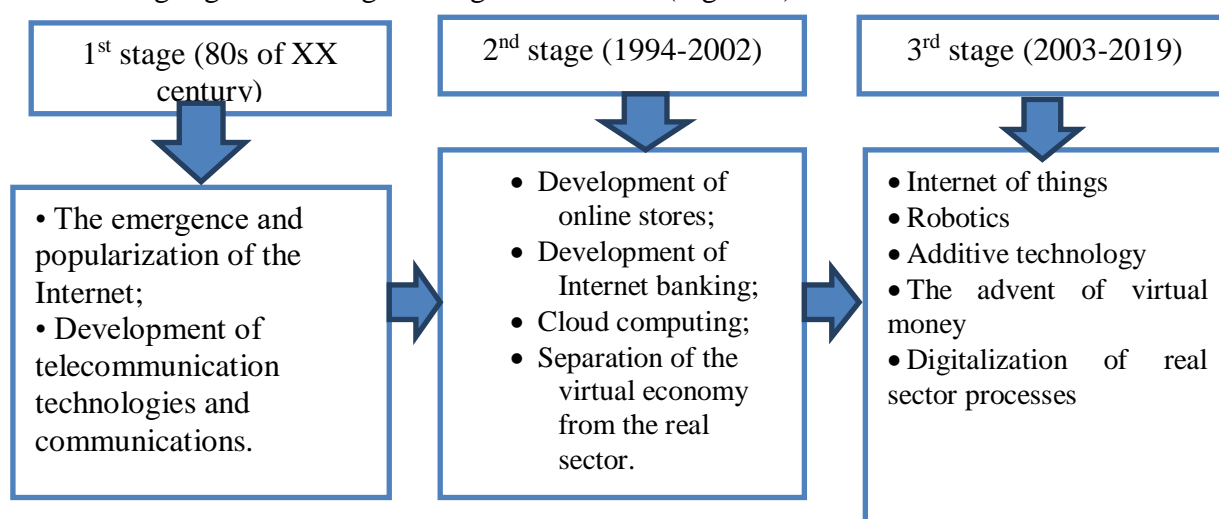 1st stage (80s of XX
century)
2nd stage (1994-2002)
3rd stage (2003-2019)
• The emergence and
popularization of the
Internet;
• Development of
telecommunication
technologies and
communications.
• Development of
online stores;
• Development of
Internet banking;
• Cloud computing;
• Separation of the
virtual economy
from the real
sector.
• Internet of things
• Robotics
• Additive technology
• The advent of virtual
money
• Digitalization of real
sector processes